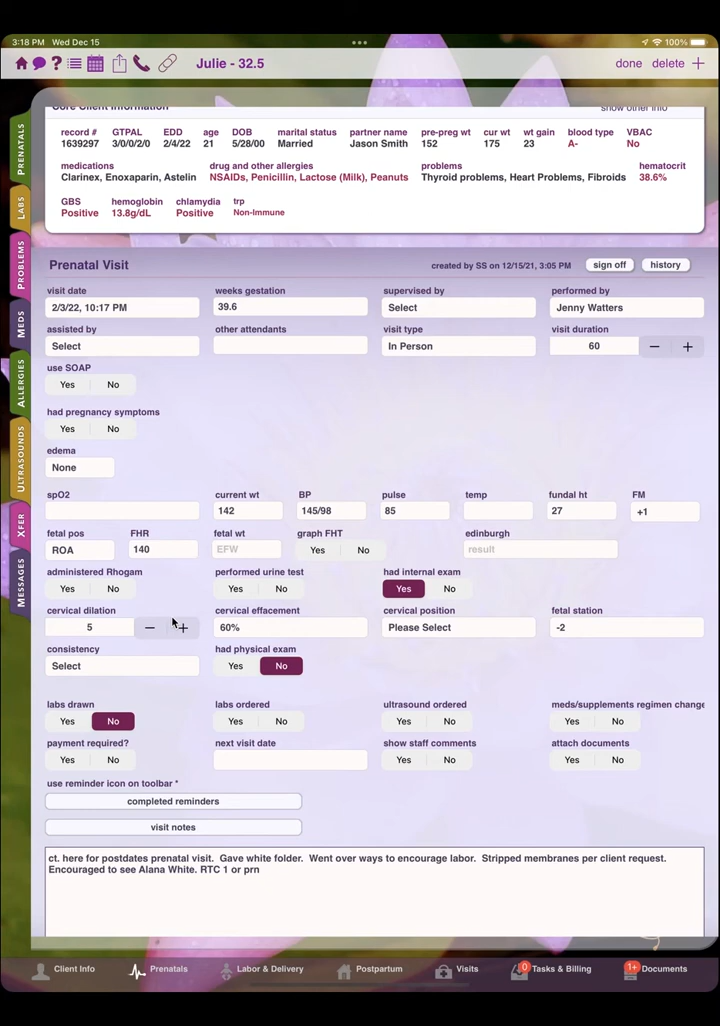 3:18 PM Wed Dec 15 100%
Julie - 32.5 done delete +
Core Client Information show other info
record # GTPAL EDD age DOB marital status partner name pre-preg wt cur wt wt gain blood type VBAC
1639297 3/0/0/2/0 2/4/22 21 5/28/00 Married Jason Smith 152 175 23 A- No
medications drug and other allergies problems hematocrit
Clarinex, Enoxaparin, Astelin NSAIDs, Penicillin, Lactose (Milk), Peanuts Thyroid problems, Heart Problems, Fibroids 38.6%
GBS hemoglobin chlamydia trp
Positive 13.8g/dL Positive Non-Immune
PRENATALS
LABS
PROBLEMS
MEDS
ALLERGIES
ULTRASOUNDS
XFER
MESSAGES
Prenatal Visit created by SS on 12/15/21, 3:05 PM sign off history
visit date weeks gestation supervised by performed by
2/3/22, 10:17 PM 39.6 Select Jenny Watters
assisted by other attendants visit type visit duration
Select In Person 60 − +
use SOAP
Yes No
had pregnancy symptoms
Yes No
edema
None
spO2 current wt BP pulse temp fundal ht FM
142 145/98 85 27 +1
fetal pos FHR fetal wt graph FHT edinburgh
ROA 140 EFW Yes No result
administered Rhogam performed urine test had internal exam
Yes No Yes No Yes No
cervical dilation cervical effacement cervical position fetal station
5 − + 60% Please Select -2
consistency had physical exam
Select Yes No
labs drawn labs ordered ultrasound ordered meds/supplements regimen change
Yes No Yes No Yes No Yes No
payment required? next visit date show staff comments attach documents
Yes No Yes No Yes No
use reminder icon on toolbar *
completed reminders
visit notes
ct. here for postdates prenatal visit. Gave white folder. Went over ways to encourage labor. Stripped membranes per client request.
Encouraged to see Alana White. RTC 1 or prn
Client Info Prenatals Labor & Delivery Postpartum Visits 0 Tasks & Billing 1+ Documents